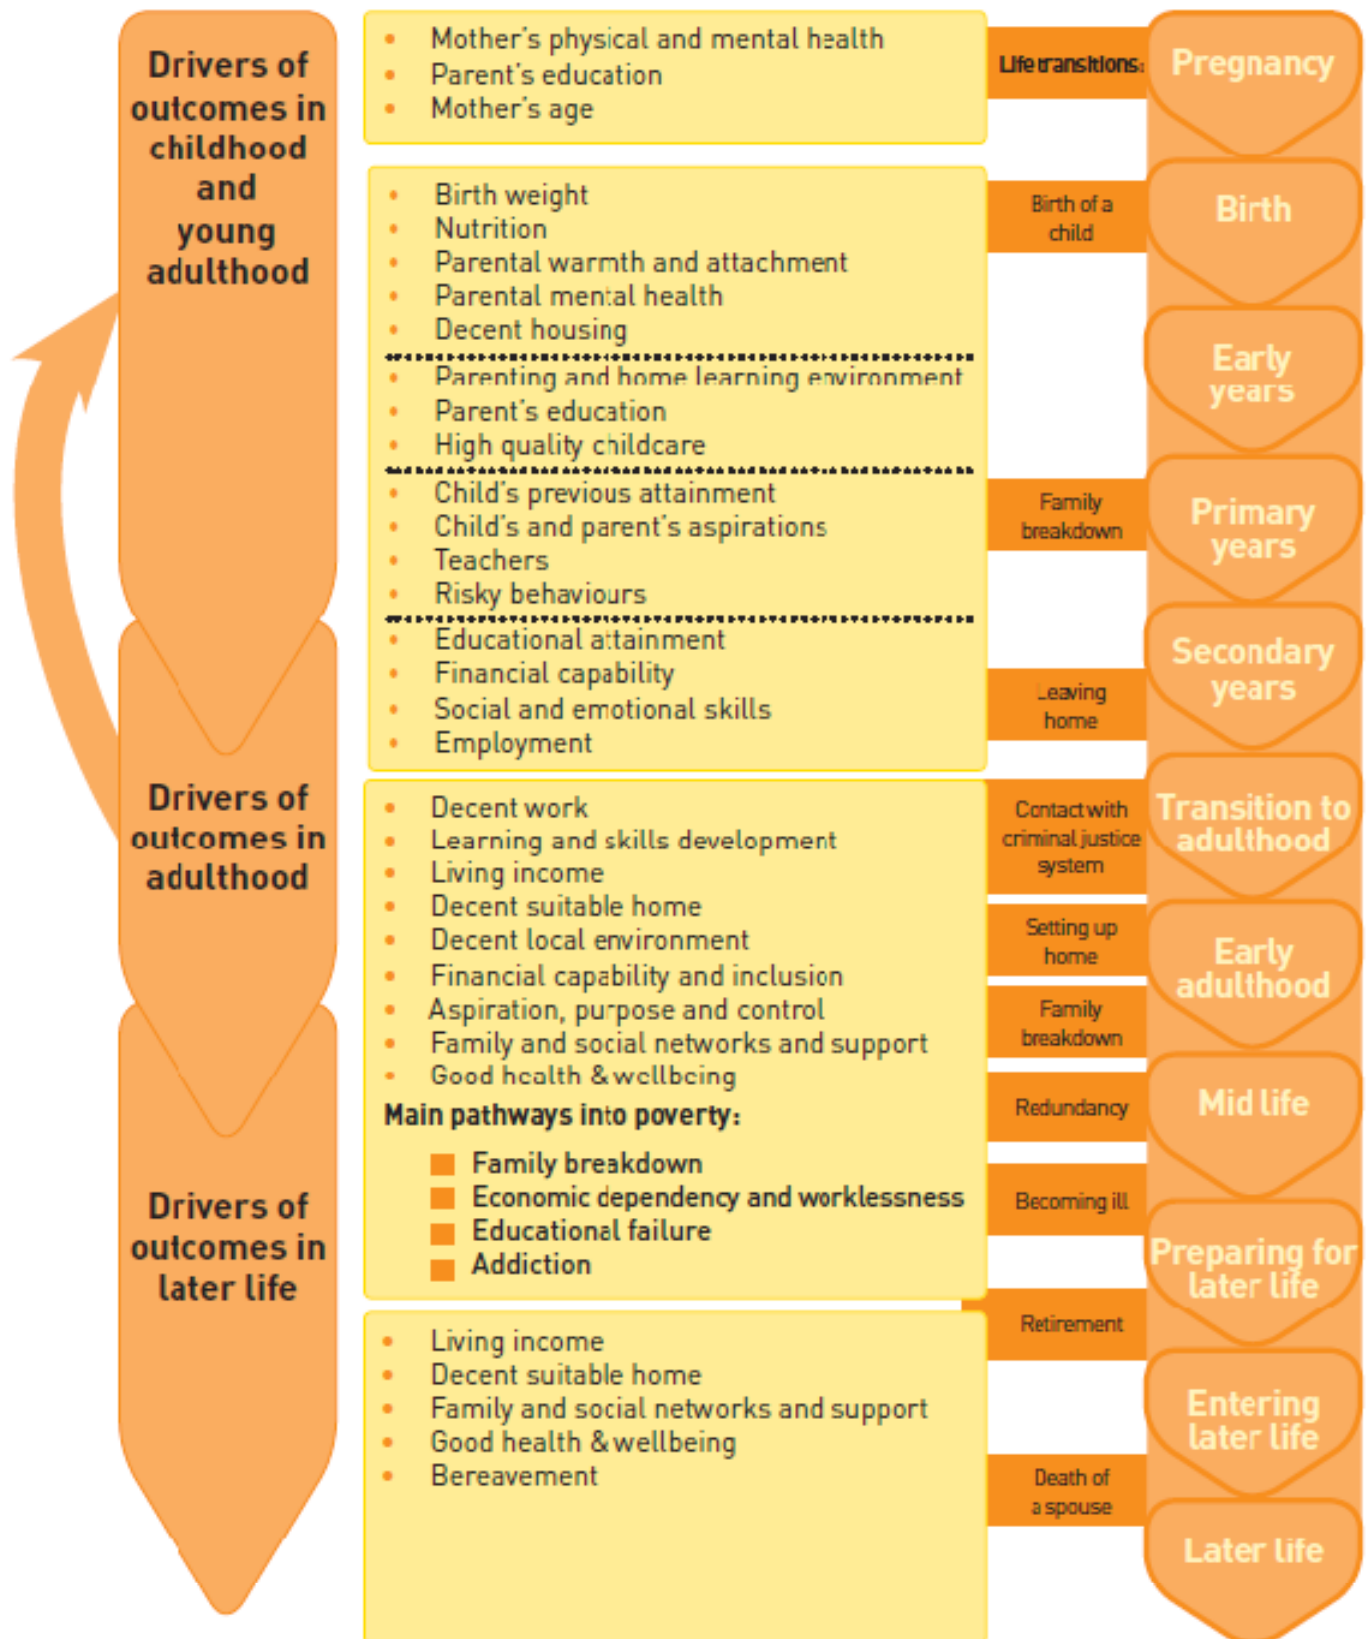 Drivers of
outcomes in
childhood
and
young
adulthood
Drivers of
outcomes in
adulthood
Drivers of
outcomes in
later life
• Mother's physical and mental health
• Parent's education
• Mother's age
• Birth weight
• Nutrition
• Parental warmth and attachment
• Parental mental health
• Decent housing
• Parenting and home learning environment
• Parent's education
• High quality childcare
• Child's previous attainment
• Child's and parent's aspirations
• Teachers
• Risky behaviours
• Educational attainment
• Financial capability
• Social and emotional skills
• Employment
• Decent work
• Learning and skills development
• Living income
• Decent suitable home
• Decent local environment
• Financial capability and inclusion
• Aspiration, purpose and control
• Family and social networks and support
• Good health & wellbeing
Main pathways into poverty:
■ Family breakdown
■ Economic dependency and worklessness
■ Educational failure
■ Addiction
• Living income
• Decent suitable home
• Family and social networks and support
• Good health & wellbeing
• Bereavement
Life transitions:
Birth of a
child
Family
breakdown
Leaving
home
Contact with
criminal justice
system
Setting up
home
Family
breakdown
Redundancy
Becoming ill
Retirement
Death of
a spouse
Pregnancy
Birth
Early
years
Primary
years
Secondary
years
Transition to
adulthood
Early
adulthood
Mid life
Preparing for
later life
Entering
later life
Later life